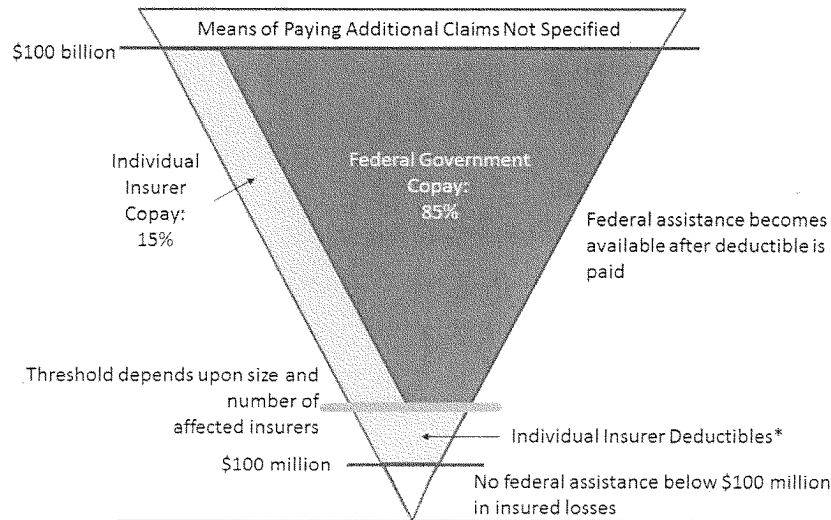 Means of Paying Additional Claims Not Specified
$100 billion
Individual
Insurer
Copay:
15%
Federal Government
Copay:
85%
Federal assistance becomes
available after deductible is
paid
Threshold depends upon size and
number of
affected insurers
Individual Insurer Deductibles*
$100 million
No federal assistance below $100 million
in insured losses